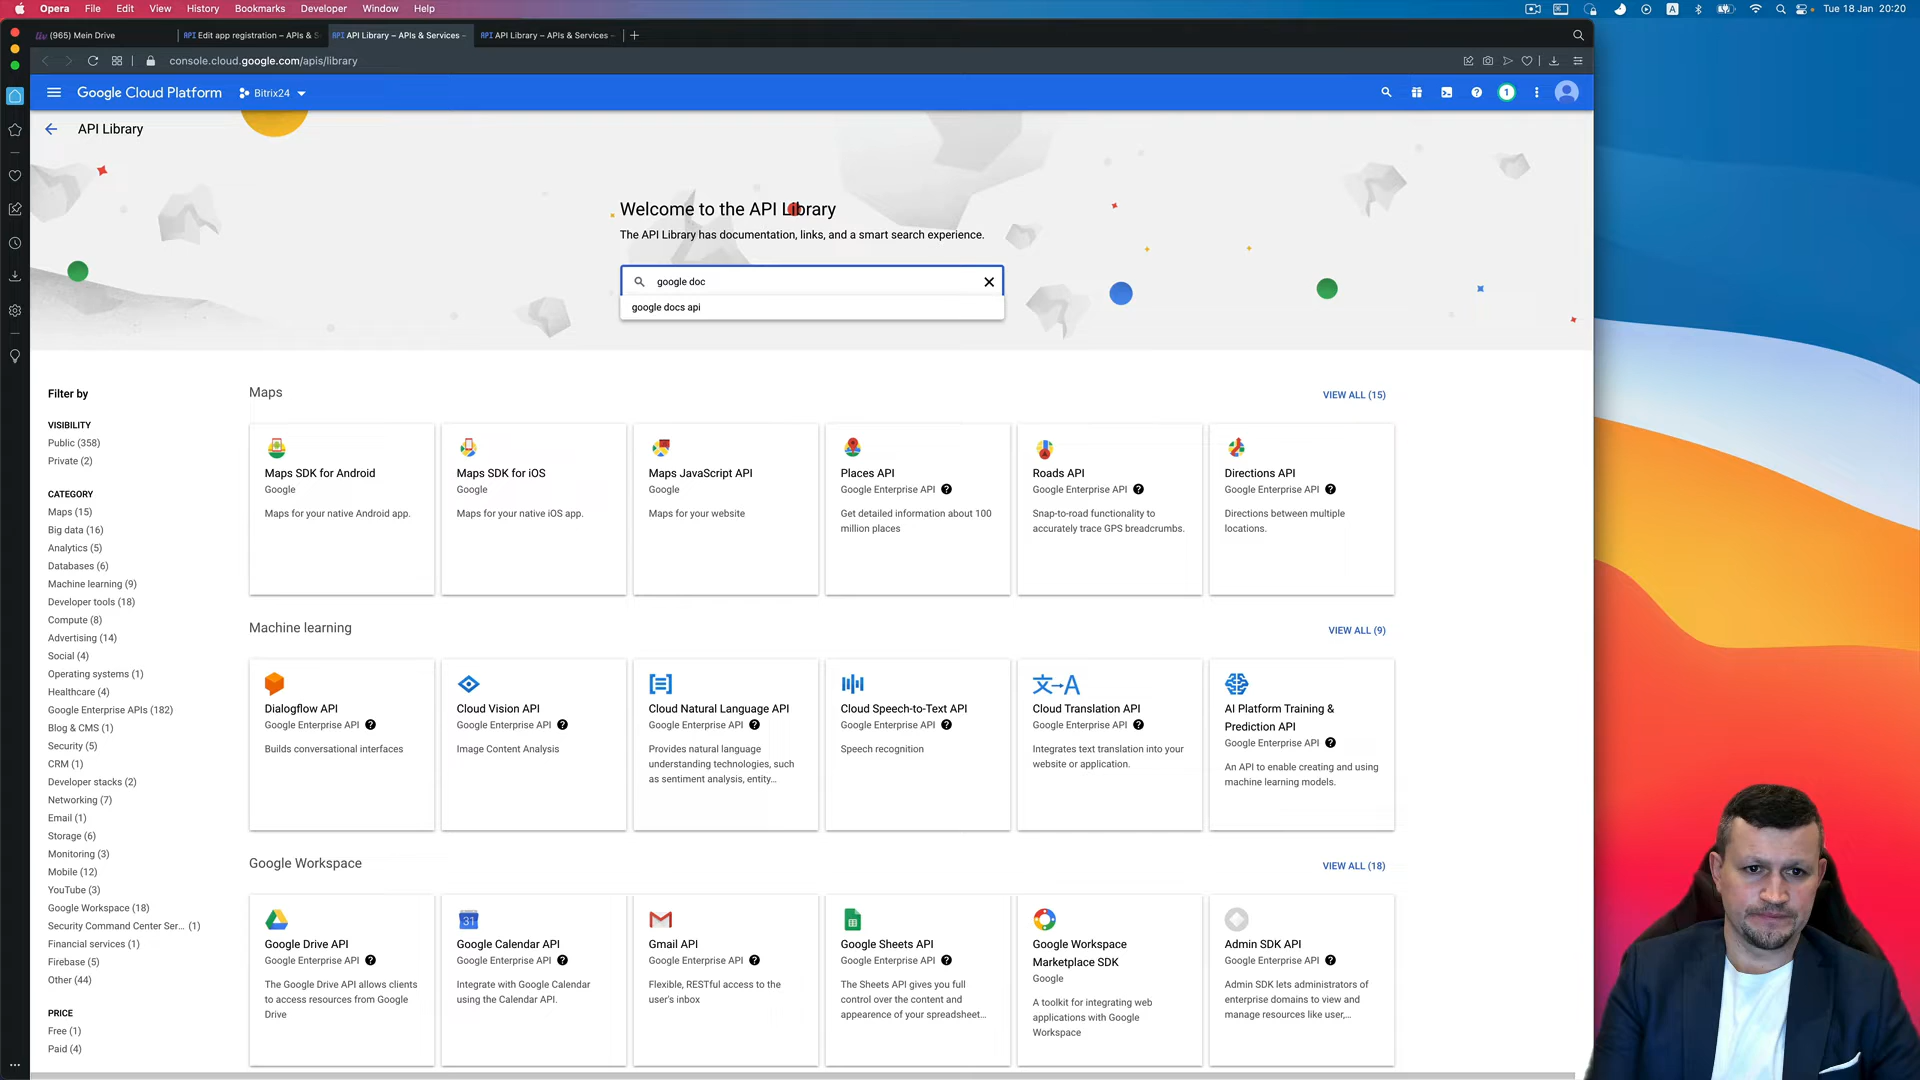 Opera File Edit View History Bookmarks Developer Window Help
A Tue 18 Jan 20:20
(965) Mein Drive
API Edit app registration – APIs & S
API API Library – APIs & Services –
API API Library – APIs & Services –
console.cloud.google.com/apis/library
Google Cloud Platform Bitrix24 1
API Library
Welcome to the API Library
The API Library has documentation, links, and a smart search experience.
google doc
google docs api
Filter by
VISIBILITY
Public (358)
Private (2)
CATEGORY
Maps (15)
Big data (16)
Analytics (5)
Databases (6)
Machine learning (9)
Developer tools (18)
Compute (8)
Advertising (14)
Social (4)
Operating systems (1)
Healthcare (4)
Google Enterprise APIs (182)
Blog & CMS (1)
Security (5)
CRM (1)
Developer stacks (2)
Networking (7)
Email (1)
Storage (6)
Monitoring (3)
Mobile (12)
YouTube (3)
Google Workspace (18)
Security Command Center Ser... (1)
Financial services (1)
Firebase (5)
Other (44)
PRICE
Free (1)
Paid (4)
Maps
VIEW ALL (15)
Maps SDK for Android
Google
Maps for your native Android app.
Maps SDK for iOS
Google
Maps for your native iOS app.
Maps JavaScript API
Google
Maps for your website
Places API
Google Enterprise API
Get detailed information about 100
million places
Roads API
Google Enterprise API
Snap-to-road functionality to
accurately trace GPS breadcrumbs.
Directions API
Google Enterprise API
Directions between multiple
locations.
Machine learning
VIEW ALL (9)
Dialogflow API
Google Enterprise API
Builds conversational interfaces
Cloud Vision API
Google Enterprise API
Image Content Analysis
Cloud Natural Language API
Google Enterprise API
Provides natural language
understanding technologies, such
as sentiment analysis, entity...
Cloud Speech-to-Text API
Google Enterprise API
Speech recognition
文→A
Cloud Translation API
Google Enterprise API
Integrates text translation into your
website or application.
AI Platform Training &
Prediction API
Google Enterprise API
An API to enable creating and using
machine learning models.
Google Workspace
VIEW ALL (18)
Google Drive API
Google Enterprise API
The Google Drive API allows clients
to access resources from Google
Drive
31
Google Calendar API
Google Enterprise API
Integrate with Google Calendar
using the Calendar API.
Gmail API
Google Enterprise API
Flexible, RESTful access to the
user's inbox
Google Sheets API
Google Enterprise API
The Sheets API gives you full
control over the content and
appearence of your spreadsheet...
Google Workspace
Marketplace SDK
Google
A toolkit for integrating web
applications with Google
Workspace
Admin SDK API
Google Enterprise API
Admin SDK lets administrators of
enterprise domains to view and
manage resources like user,...